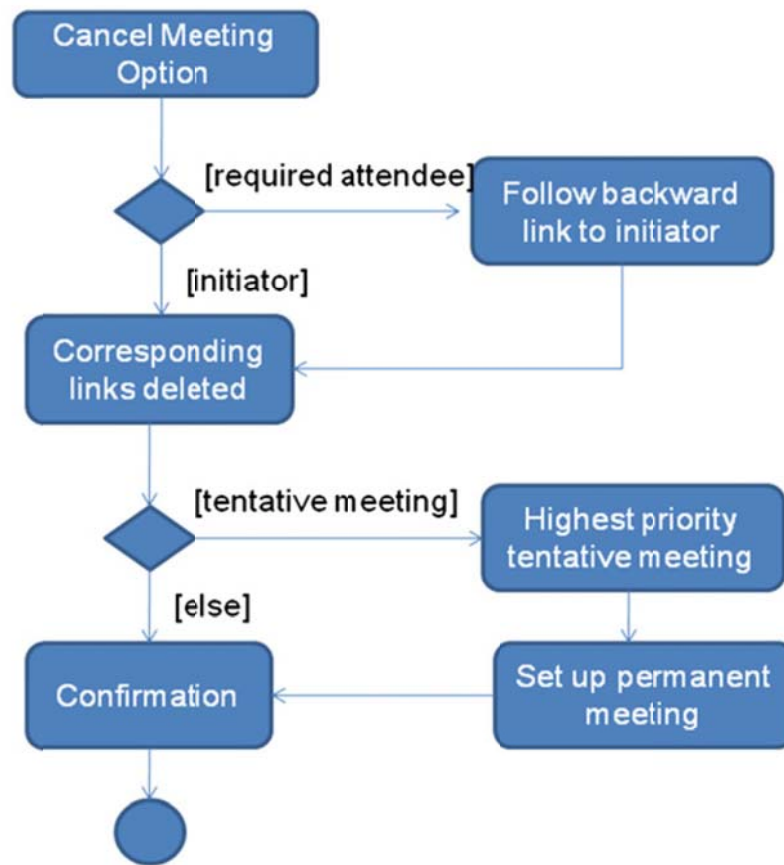 Cancel Meeting
Option
[required attendee]
Follow backward
link to initiator
[initiator]
Corresponding
links deleted
[tentative meeting]
Highest priority
tentative meeting
[else]
Set up permanent
meeting
Confirmation